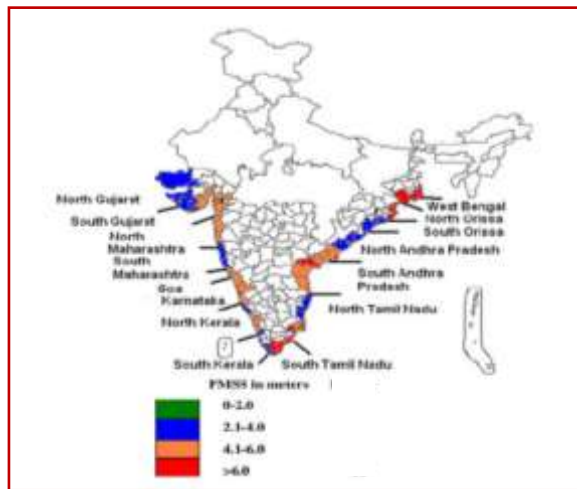 North Gujarat
South Gujarat
North
Maharashtra
South
Maharashtra
Goa
Karnataka
North Kerala
South Kerala
West Bengal
North Orissa
South Orissa
North Andhra Pradesh
South Andhra
Pradesh
North Tamil Nadu
South Tamil Nadu
PMSS in meters
0-2.0
2.1-4.0
4.1-6.0
>6.0